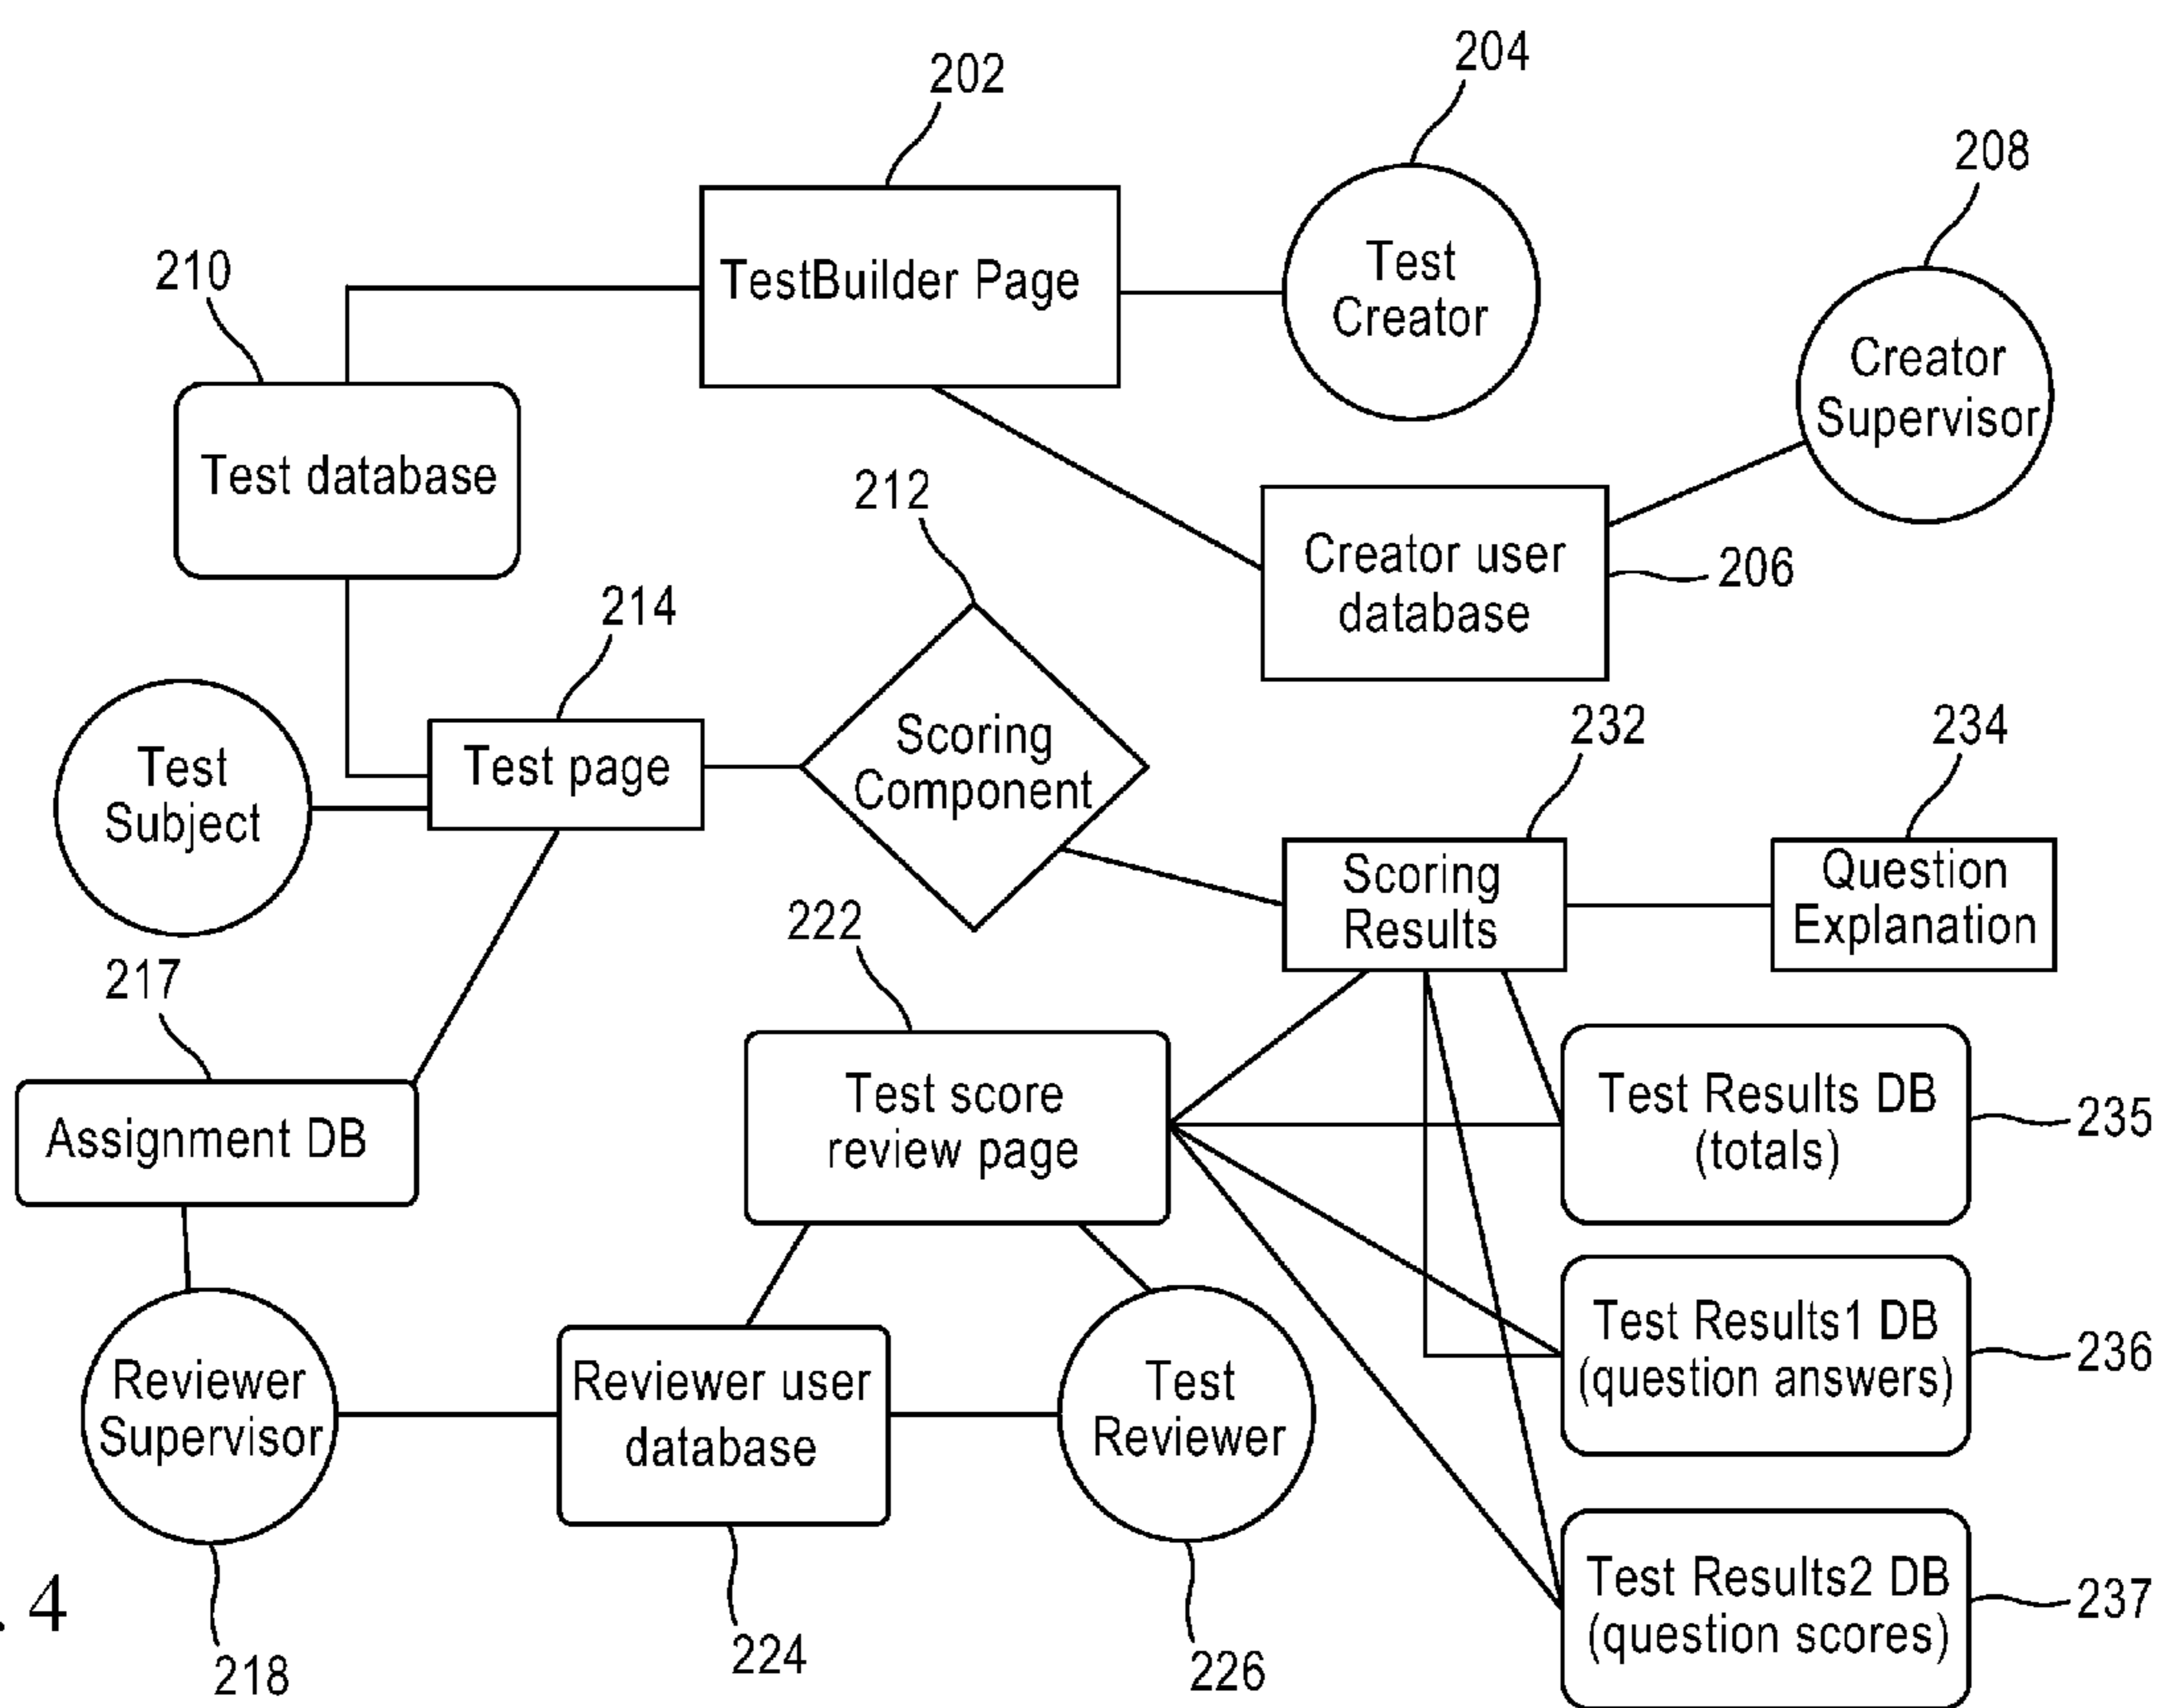 202
204
208
210
TestBuilder Page
Test
Creator
Creator
Supervisor
Test database
212
Creator user
database
206
214
Test
Subject
Test page
Scoring
Component
232
234
Scoring
Results
Question
Explanation
217
222
Assignment DB
Test score
review page
Test Results DB
(totals)
235
Test Results1 DB
(question answers)
236
Reviewer
Supervisor
Reviewer user
database
Test
Reviewer
Test Results2 DB
(question scores)
237
. 4
218
224
226